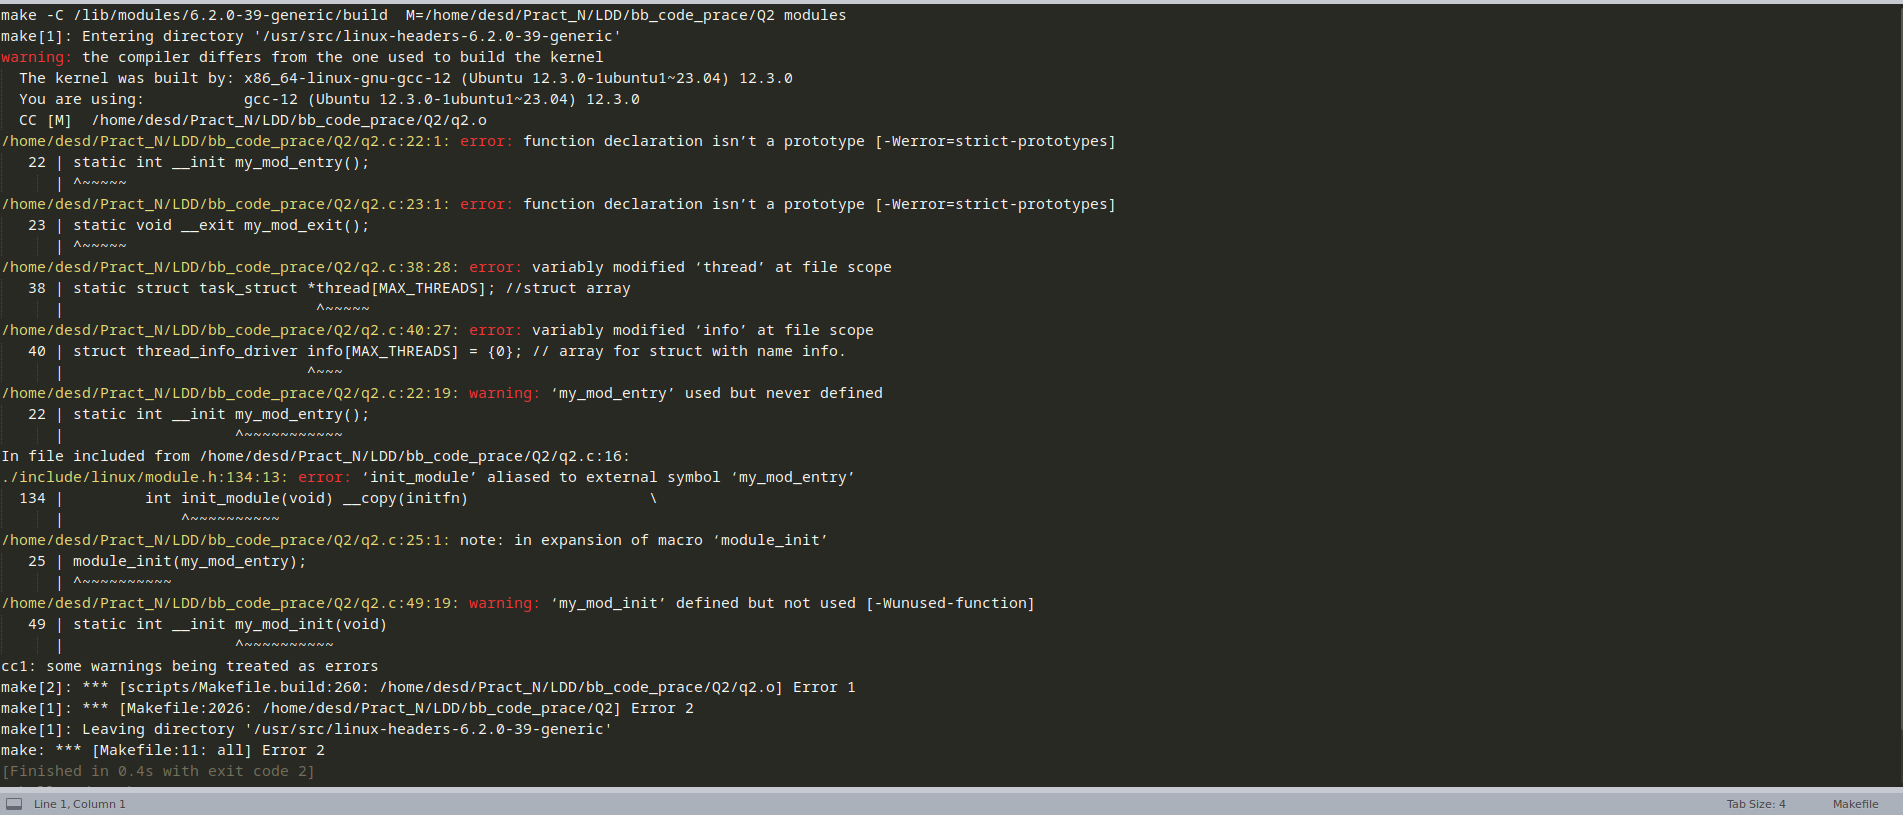 make -C /lib/modules/6.2.0-39-generic/build  M=/home/desd/Pract_N/LDD/bb_code_prace/Q2 modules
make[1]: Entering directory '/usr/src/linux-headers-6.2.0-39-generic'
warning: the compiler differs from the one used to build the kernel
  The kernel was built by: x86_64-linux-gnu-gcc-12 (Ubuntu 12.3.0-1ubuntu1~23.04) 12.3.0
  You are using:           gcc-12 (Ubuntu 12.3.0-1ubuntu1~23.04) 12.3.0
  CC [M]  /home/desd/Pract_N/LDD/bb_code_prace/Q2/q2.o
/home/desd/Pract_N/LDD/bb_code_prace/Q2/q2.c:22:1: error: function declaration isn’t a prototype [-Werror=strict-prototypes]
   22 | static int __init my_mod_entry();
      | ^~~~~~
/home/desd/Pract_N/LDD/bb_code_prace/Q2/q2.c:23:1: error: function declaration isn’t a prototype [-Werror=strict-prototypes]
   23 | static void __exit my_mod_exit();
      | ^~~~~~
/home/desd/Pract_N/LDD/bb_code_prace/Q2/q2.c:38:28: error: variably modified ‘thread’ at file scope
   38 | static struct task_struct *thread[MAX_THREADS]; //struct array
      |                            ^~~~~~
/home/desd/Pract_N/LDD/bb_code_prace/Q2/q2.c:40:27: error: variably modified ‘info’ at file scope
   40 | struct thread_info_driver info[MAX_THREADS] = {0}; // array for struct with name info.
      |                           ^~~~
/home/desd/Pract_N/LDD/bb_code_prace/Q2/q2.c:22:19: warning: ‘my_mod_entry’ used but never defined
   22 | static int __init my_mod_entry();
      |                   ^~~~~~~~~~~~
In file included from /home/desd/Pract_N/LDD/bb_code_prace/Q2/q2.c:16:
./include/linux/module.h:134:13: error: ‘init_module’ aliased to external symbol ‘my_mod_entry’
  134 |         int init_module(void) __copy(initfn)                    \
      |             ^~~~~~~~~~~
/home/desd/Pract_N/LDD/bb_code_prace/Q2/q2.c:25:1: note: in expansion of macro ‘module_init’
   25 | module_init(my_mod_entry);
      | ^~~~~~~~~~~
/home/desd/Pract_N/LDD/bb_code_prace/Q2/q2.c:49:19: warning: ‘my_mod_init’ defined but not used [-Wunused-function]
   49 | static int __init my_mod_init(void)
      |                   ^~~~~~~~~~~
cc1: some warnings being treated as errors
make[2]: *** [scripts/Makefile.build:260: /home/desd/Pract_N/LDD/bb_code_prace/Q2/q2.o] Error 1
make[1]: *** [Makefile:2026: /home/desd/Pract_N/LDD/bb_code_prace/Q2] Error 2
make[1]: Leaving directory '/usr/src/linux-headers-6.2.0-39-generic'
make: *** [Makefile:11: all] Error 2
[Finished in 0.4s with exit code 2]
Line 1, Column 1 Tab Size: 4 Makefile